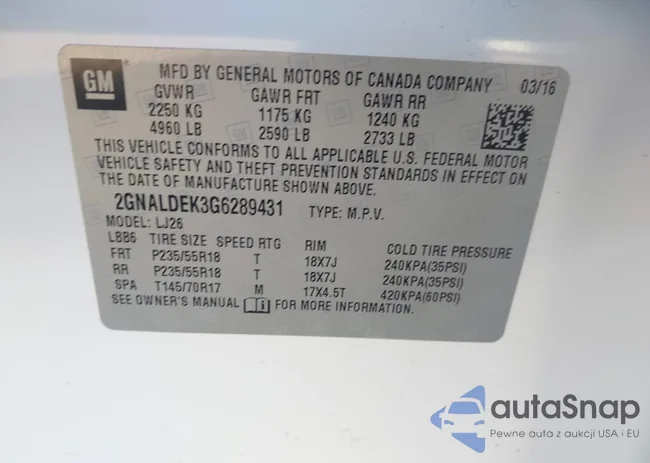 GM
MFD BY GENERAL MOTORS OF CANADA COMPANY 03/16
GVWR GAWR FRT GAWR RR
2250 KG 1175 KG 1240 KG
4960 LB 2590 LB 2733 LB
THIS VEHICLE CONFORMS TO ALL APPLICABLE U.S. FEDERAL MOTOR
VEHICLE SAFETY AND THEFT PREVENTION STANDARDS IN EFFECT ON
THE DATE OF MANUFACTURE SHOWN ABOVE.
2GNALDEK3G6289431 TYPE: M.P.V.
MODEL: LJ26
LBB6 TIRE SIZE SPEED RTG RIM COLD TIRE PRESSURE
FRT P235/55R18 T 18X7J 240KPA(35PSI)
RR P235/55R18 T 18X7J 240KPA(35PSI)
SPA T145/70R17 M 17X4.5T 420KPA(60PSI)
SEE OWNER'S MANUAL FOR MORE INFORMATION.
autaSnap
Pewne auta z aukcji USA i EU